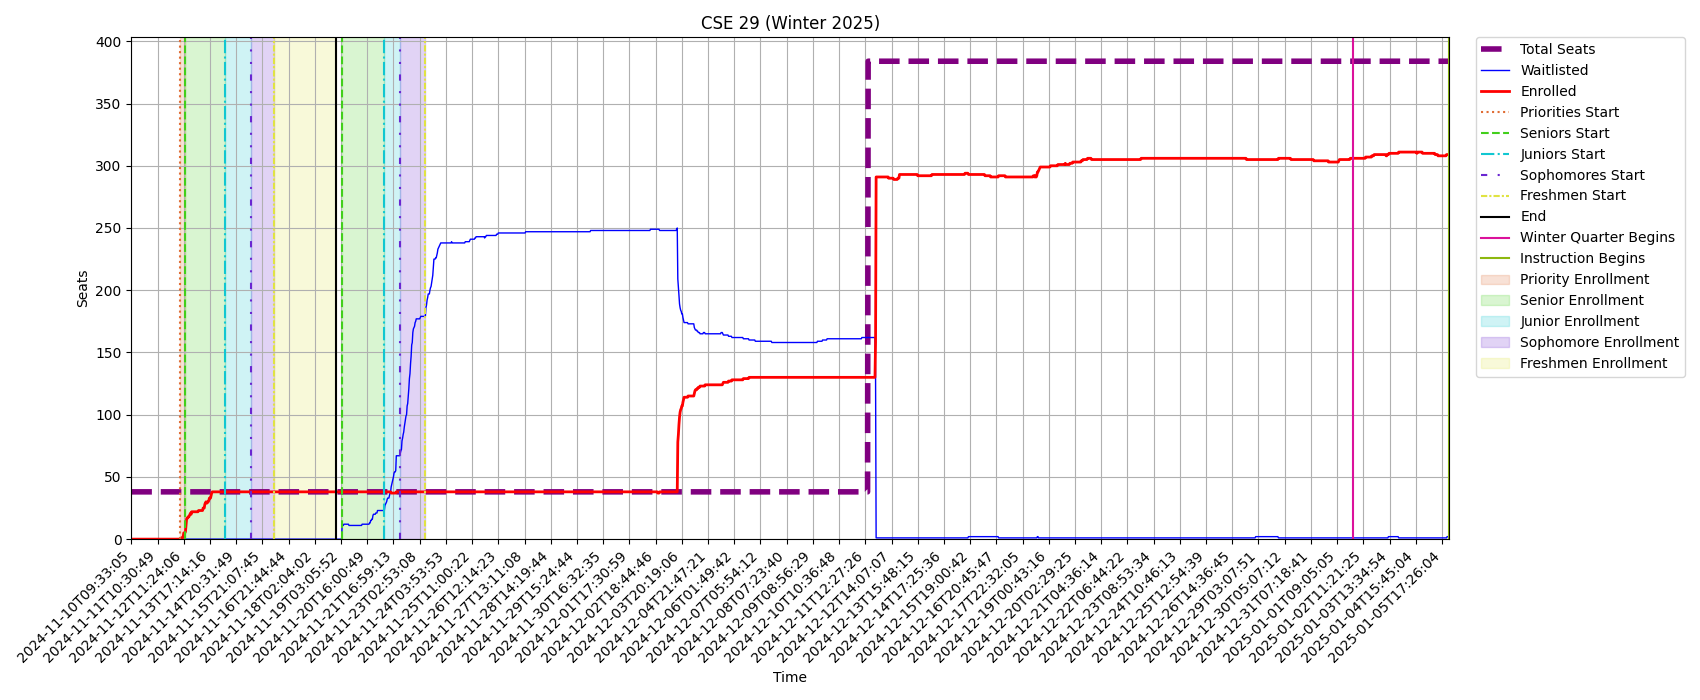 CSE 29 (Winter 2025)
400
350
300
250
200
150
100
50
0
Seats
2024-11-10T09:33:05
2024-11-11T10:30:49
2024-11-12T11:24:06
2024-11-13T17:14:16
2024-11-14T20:31:49
2024-11-15T21:07:45
2024-11-16T21:44:44
2024-11-18T02:04:02
2024-11-19T03:05:52
2024-11-20T16:00:49
2024-11-21T16:59:13
2024-11-23T02:53:08
2024-11-24T23:53:53
2024-11-25T11:00:22
2024-11-26T12:14:23
2024-11-27T13:11:08
2024-11-28T14:19:44
2024-11-29T15:24:44
2024-11-30T16:32:35
2024-12-01T17:30:59
2024-12-02T18:44:46
2024-12-03T20:19:06
2024-12-04T21:47:21
2024-12-06T01:49:42
2024-12-07T05:54:12
2024-12-08T07:23:40
2024-12-09T08:56:29
2024-12-10T10:36:48
2024-12-11T12:27:26
2024-12-12T14:07:07
2024-12-13T15:48:15
2024-12-14T17:25:36
2024-12-15T19:00:42
2024-12-16T20:45:47
2024-12-17T22:32:05
2024-12-19T00:43:16
2024-12-20T02:29:25
2024-12-21T04:36:14
2024-12-22T06:44:22
2024-12-23T08:53:34
2024-12-24T10:46:13
2024-12-25T12:54:39
2024-12-26T14:36:45
2024-12-29T03:07:51
2024-12-30T05:07:12
2024-12-31T07:18:41
2025-01-01T09:05:05
2025-01-02T11:21:25
2025-01-03T13:34:54
2025-01-04T15:45:04
2025-01-05T17:26:04
Time
Total Seats
Waitlisted
Enrolled
Priorities Start
Seniors Start
Juniors Start
Sophomores Start
Freshmen Start
End
Winter Quarter Begins
Instruction Begins
Priority Enrollment
Senior Enrollment
Junior Enrollment
Sophomore Enrollment
Freshmen Enrollment